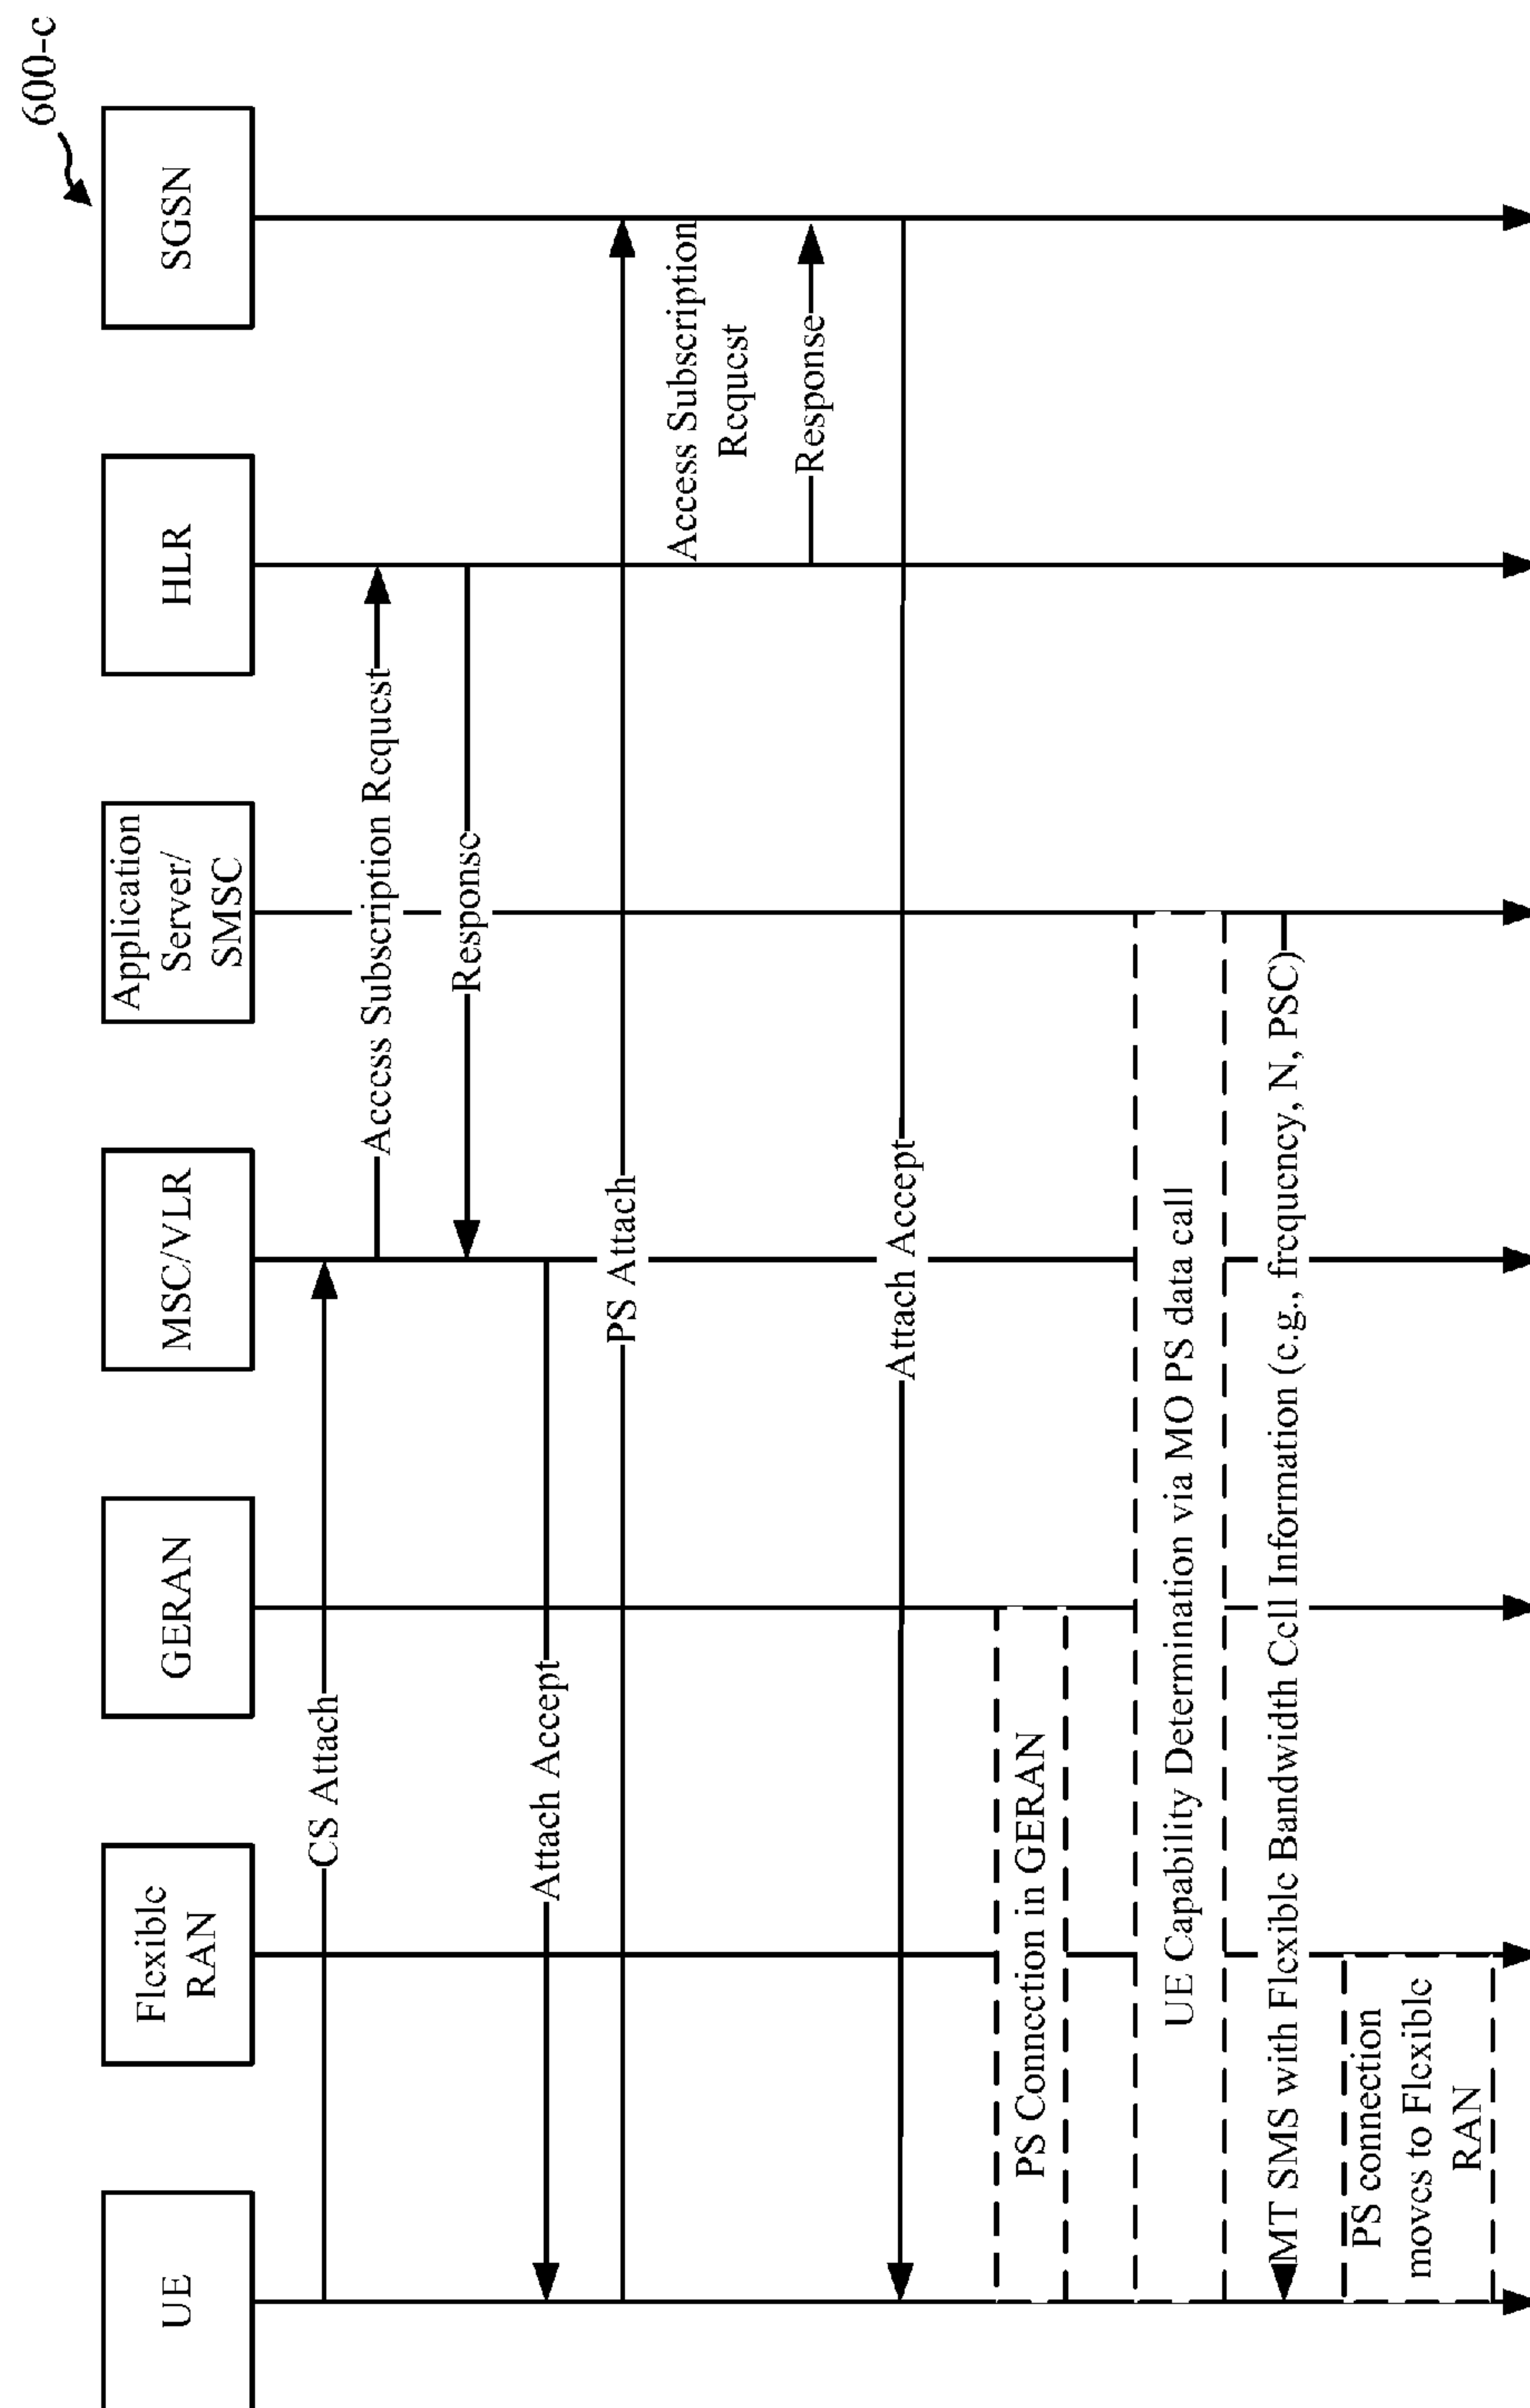 600-c
UE
Flexible
RAN
GERAN
MSC/VLR
Application
Server/
SMSC
HLR
SGSN
CS Attach
Access Subscription Request
Response
Attach Accept
PS Attach
Access Subscription
Request
Response
Attach Accept
PS Connection in GERAN
UE Capability Determination via MO PS data call
MT SMS with Flexible Bandwidth Cell Information (e.g., frequency, N, PSC)
PS connection
moves to Flexible
RAN